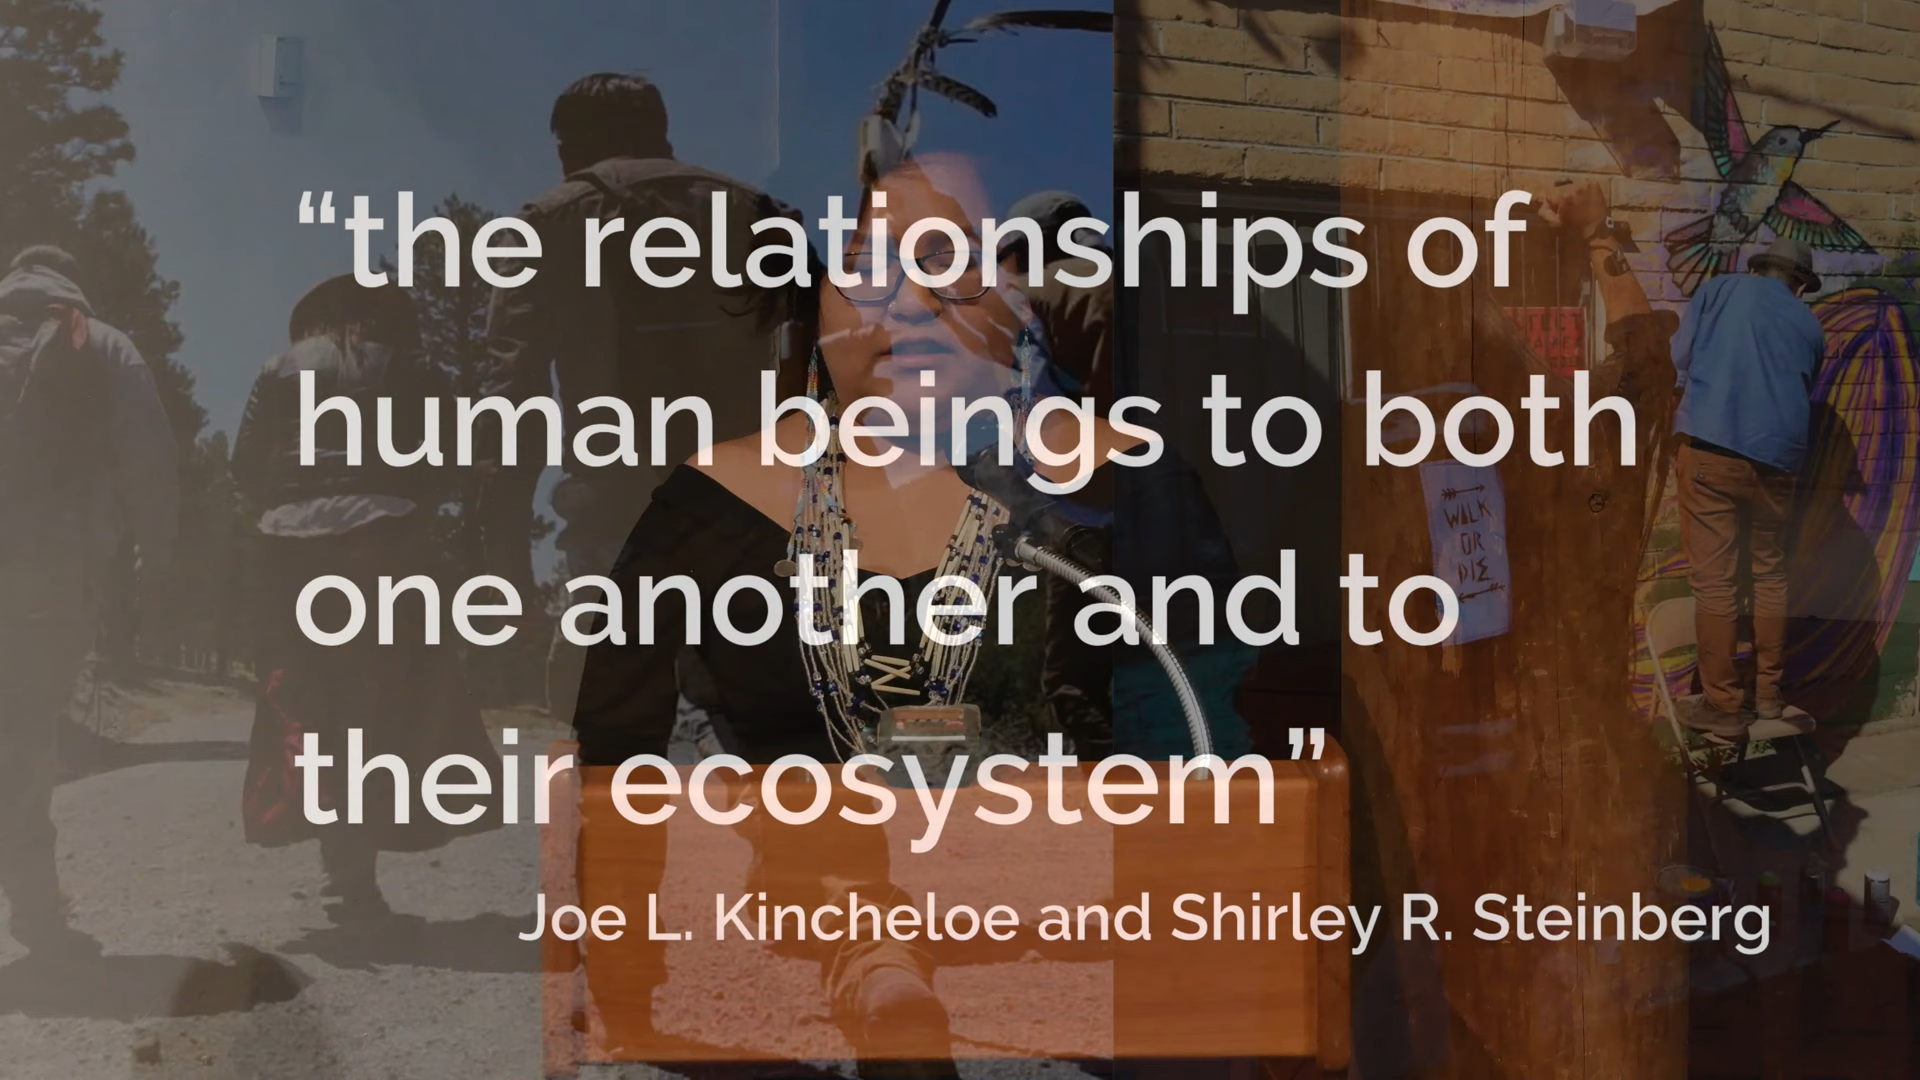 “the relationships of
human beings to both
one another and to
their ecosystem”
Joe L. Kincheloe and Shirley R. Steinberg
WALK
OR
DIE